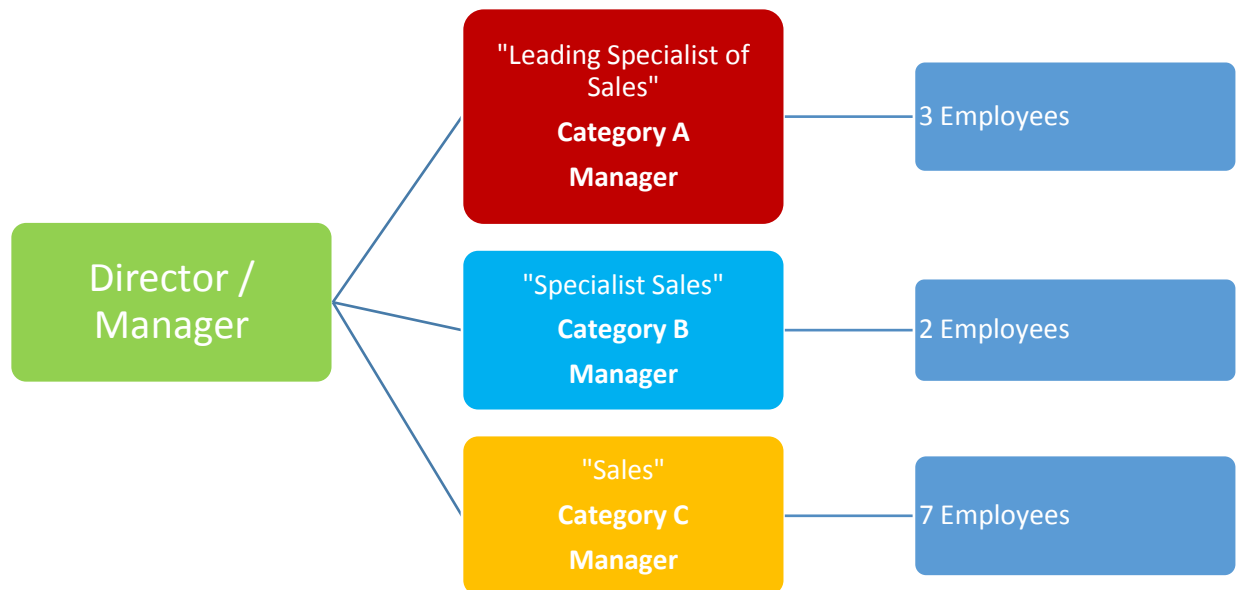 Director /
Manager
"Leading Specialist of
Sales"
Category A
Manager
3 Employees
"Specialist Sales"
Category B
Manager
2 Employees
"Sales"
Category C
Manager
7 Employees